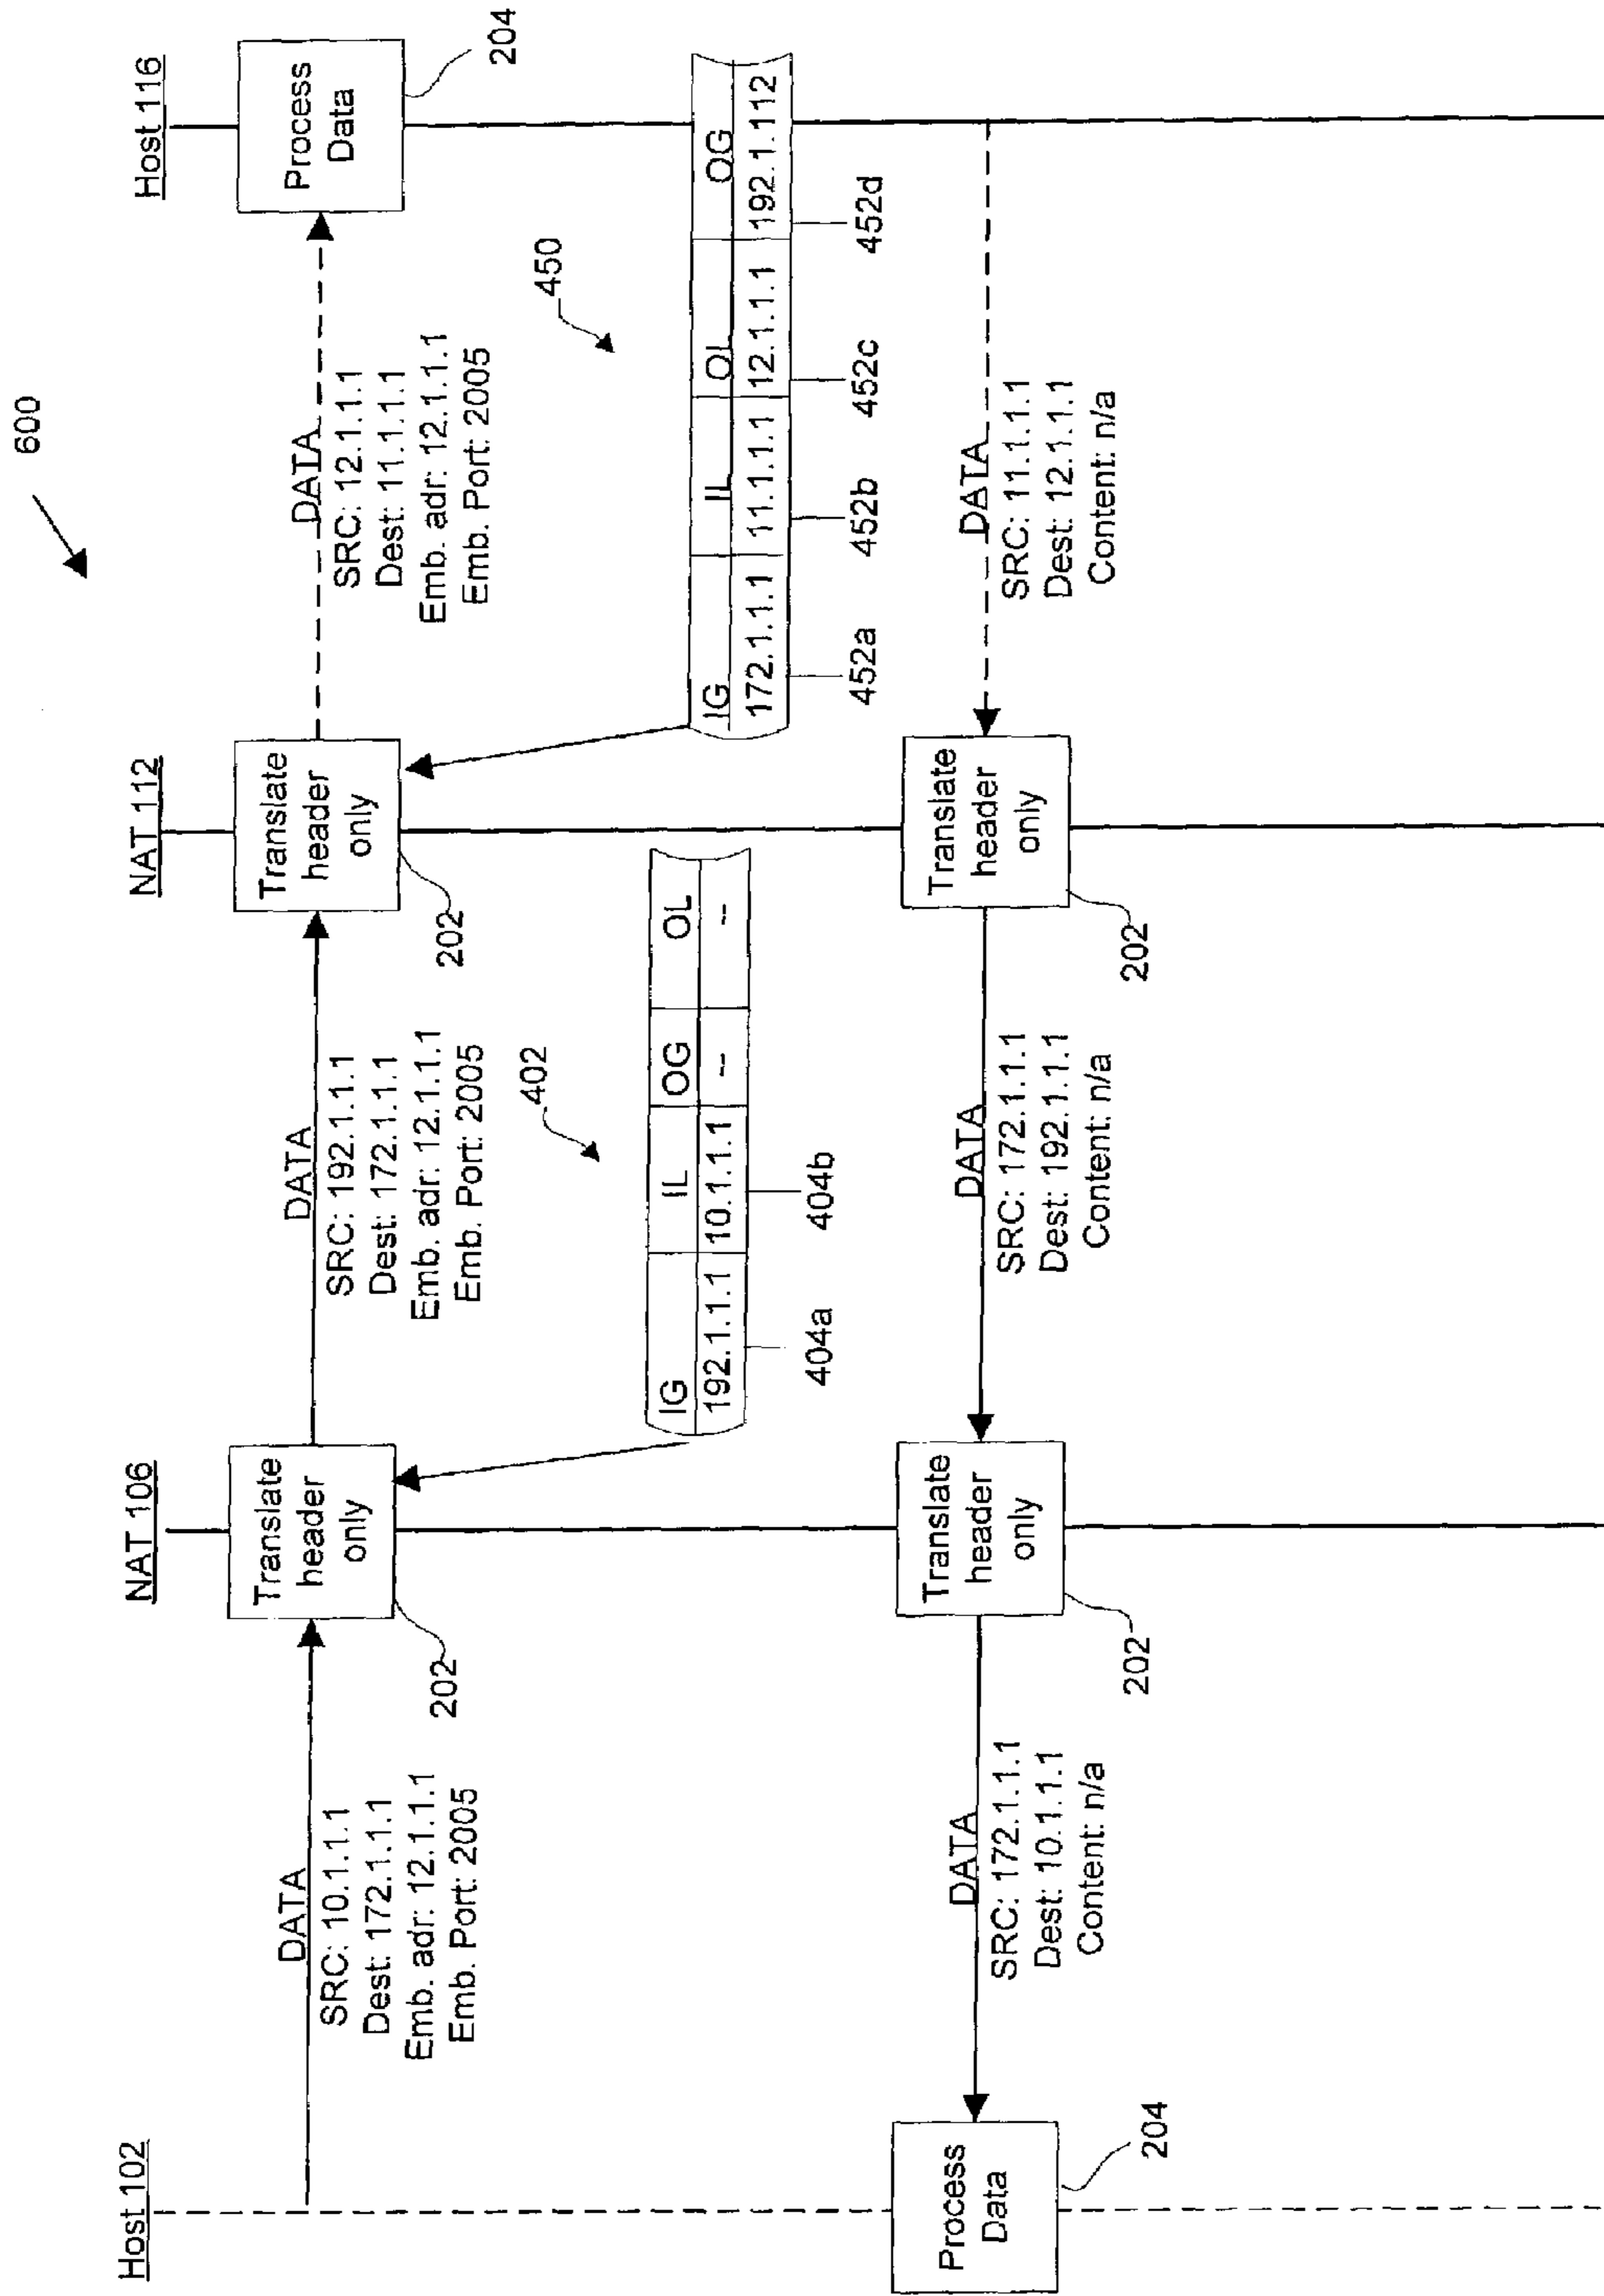 600
Host 102
NAT 106
NAT 112
Host 116
DATA
SRC: 10.1.1.1
Dest: 172.1.1.1
Emb. adr: 12.1.1.1
Emb. Port: 2005
Translate
header
only
202
DATA
SRC: 192.1.1.1
Dest: 172.1.1.1
Emb. adr: 12.1.1.1
Emb. Port: 2005
Translate
header
only
202
DATA
SRC: 12.1.1.1
Dest: 11.1.1.1
Emb. adr: 12.1.1.1
Emb. Port: 2005
Process
Data
204
402
IG IL OG OL
192.1.1.1 10.1.1.1 -- --
404a 404b
450
IG IL OL OG
172.1.1.1 11.1.1.1 12.1.1.1 192.1.112
452a 452b 452c 452d
Process
Data
204
DATA
SRC: 172.1.1.1
Dest: 10.1.1.1
Content: n/a
Translate
header
only
202
DATA
SRC: 172.1.1.1
Dest: 192.1.1.1
Content: n/a
Translate
header
only
202
DATA
SRC: 11.1.1.1
Dest: 12.1.1.1
Content: n/a